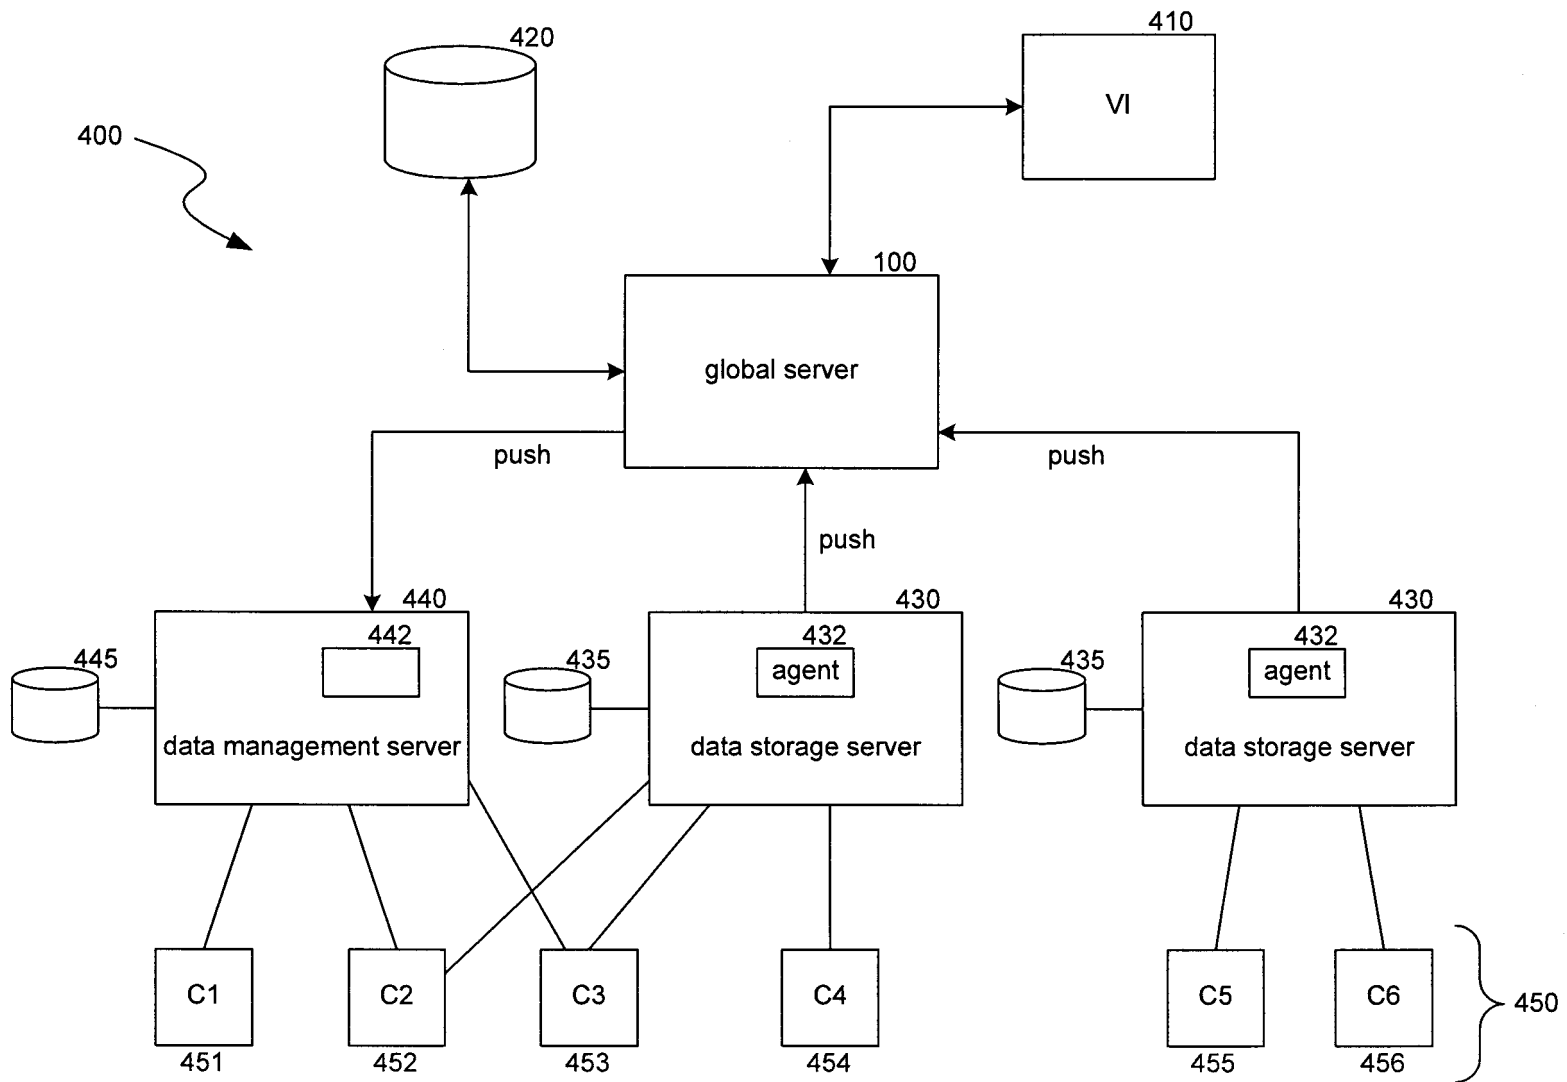 410
420
VI
400
100
global server
push
push
push
440
430
430
442
432
432
445
435
435
agent
agent
data management server
data storage server
data storage server
C1
C2
C3
C4
C5
C6
450
451
452
453
454
455
456